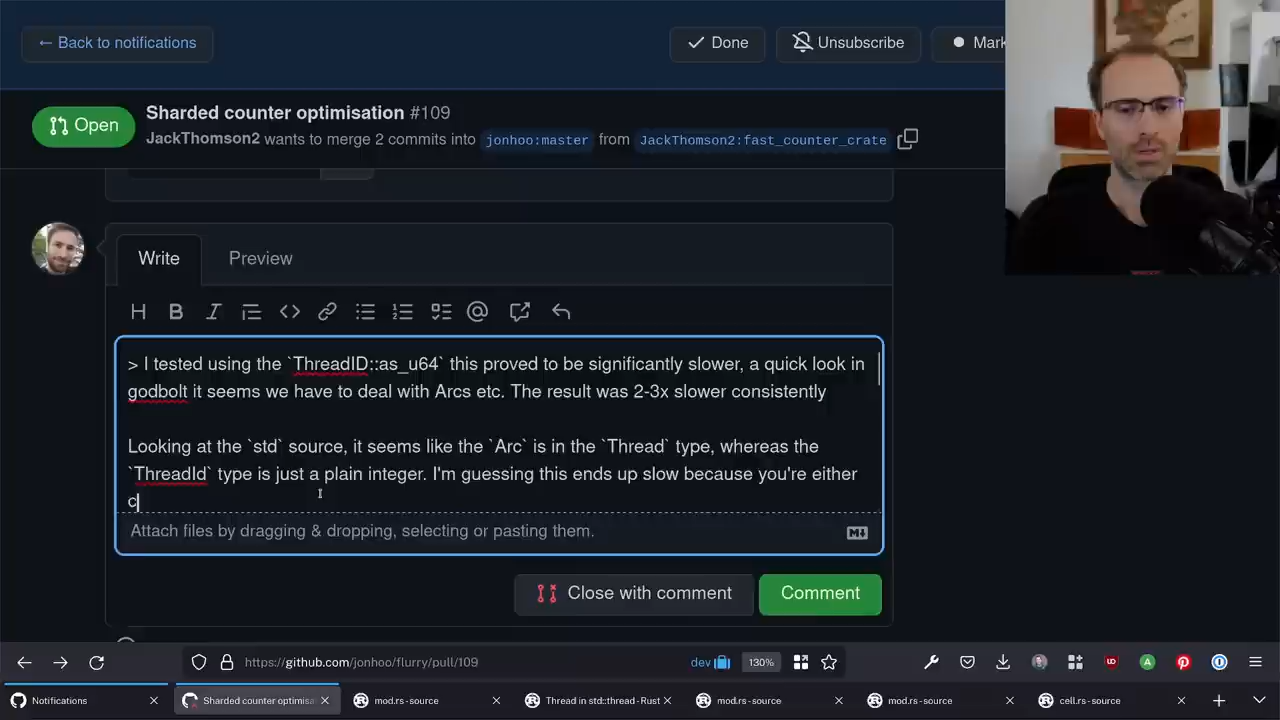 ← Back to notifications
Done
Unsubscribe
Mark
Open
Sharded counter optimisation #109
JackThomson2 wants to merge 2 commits into jonhoo:master from JackThomson2:fast_counter_crate
Write
Preview
> I tested using the `ThreadID::as_u64` this proved to be significantly slower, a quick look in
godbolt it seems we have to deal with Arcs etc. The result was 2-3x slower consistently
Looking at the `std` source, it seems like the `Arc` is in the `Thread` type, whereas the
`ThreadId` type is just a plain integer. I'm guessing this ends up slow because you're either
c
Attach files by dragging & dropping, selecting or pasting them.
Close with comment
Comment
https://github.com/jonhoo/flurry/pull/109
dev
130%
Notifications
Sharded counter optimisa
mod.rs - source
Thread in std::thread - Rust
mod.rs - source
mod.rs - source
cell.rs - source